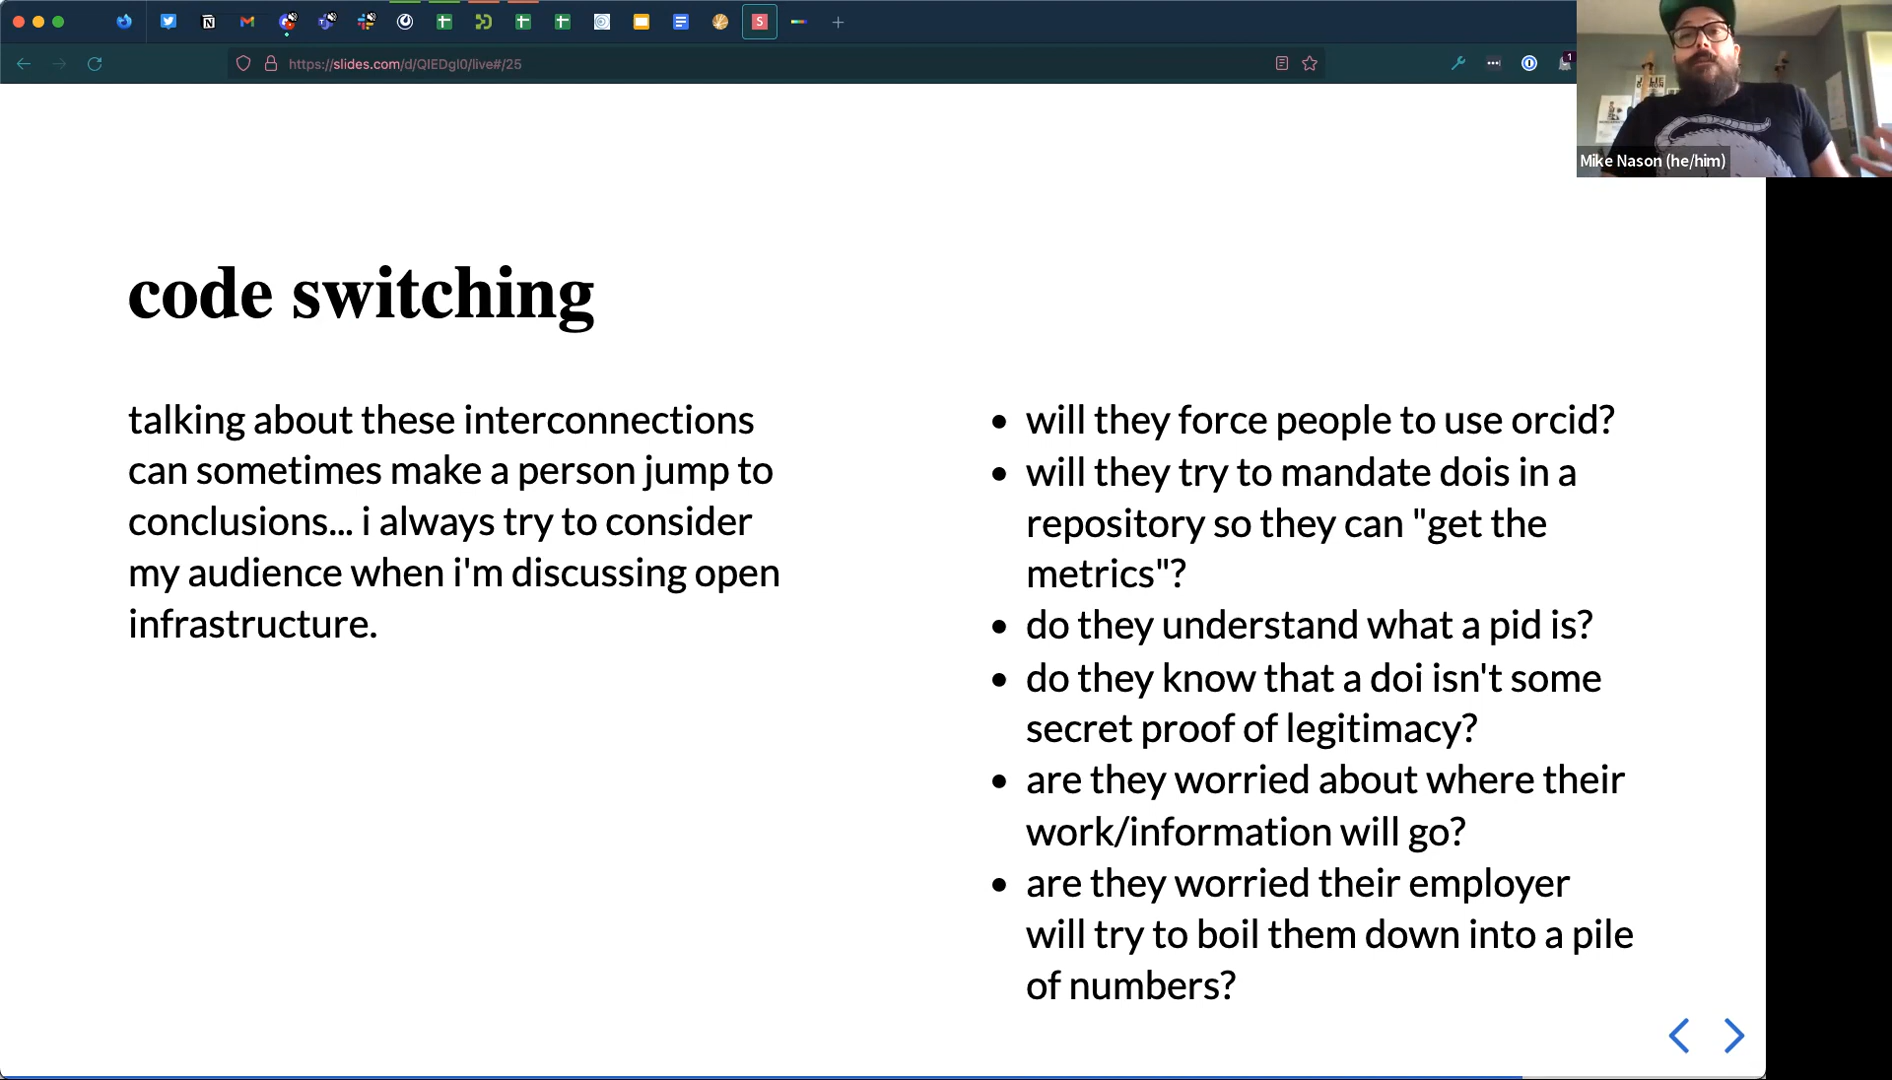 https://slides.com/d/QIEDgl0/live#/25
1
Mike Nason (he/him)
code switching
talking about these interconnections
can sometimes make a person jump to
conclusions... i always try to consider
my audience when i'm discussing open
infrastructure.
• will they force people to use orcid?
• will they try to mandate dois in a
repository so they can "get the
metrics"?
• do they understand what a pid is?
• do they know that a doi isn't some
secret proof of legitimacy?
• are they worried about where their
work/information will go?
• are they worried their employer
will try to boil them down into a pile
of numbers?